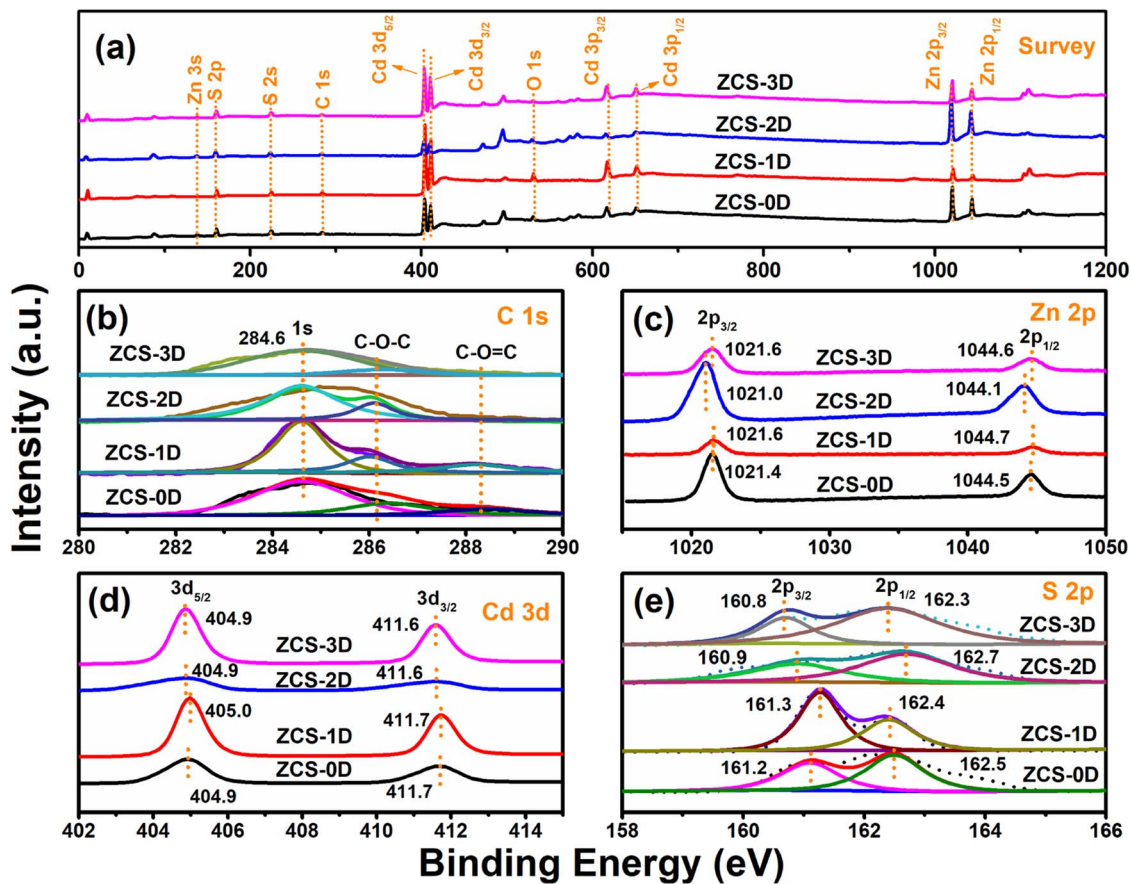 (a)
Zn 3s
S 2p
S 2s
C 1s
Cd 3d5/2
Cd 3d3/2
O 1s
Cd 3p3/2
Cd 3p1/2
Zn 2p3/2
Zn 2p1/2
Survey
ZCS-3D
ZCS-2D
ZCS-1D
ZCS-0D
0 200 400 600 800 1000 1200
Intensity (a.u.)
(b) C 1s
284.6 1s C-O-C C-O=C
ZCS-3D
ZCS-2D
ZCS-1D
ZCS-0D
280 282 284 286 288 290
(c) Zn 2p
2p3/2 2p1/2
1021.6 ZCS-3D 1044.6
1021.0 ZCS-2D 1044.1
1021.6 ZCS-1D 1044.7
1021.4 ZCS-0D 1044.5
1020 1030 1040 1050
(d) Cd 3d
3d5/2 3d3/2
404.9 411.6
ZCS-3D
404.9 411.6
ZCS-2D
405.0 411.7
ZCS-1D
ZCS-0D
404.9 411.7
402 404 406 408 410 412 414
(e) S 2p
2p3/2 2p1/2
160.8 162.3
ZCS-3D
160.9 162.7
ZCS-2D
161.3 162.4
ZCS-1D
161.2 162.5
ZCS-0D
158 160 162 164 166
Binding Energy (eV)